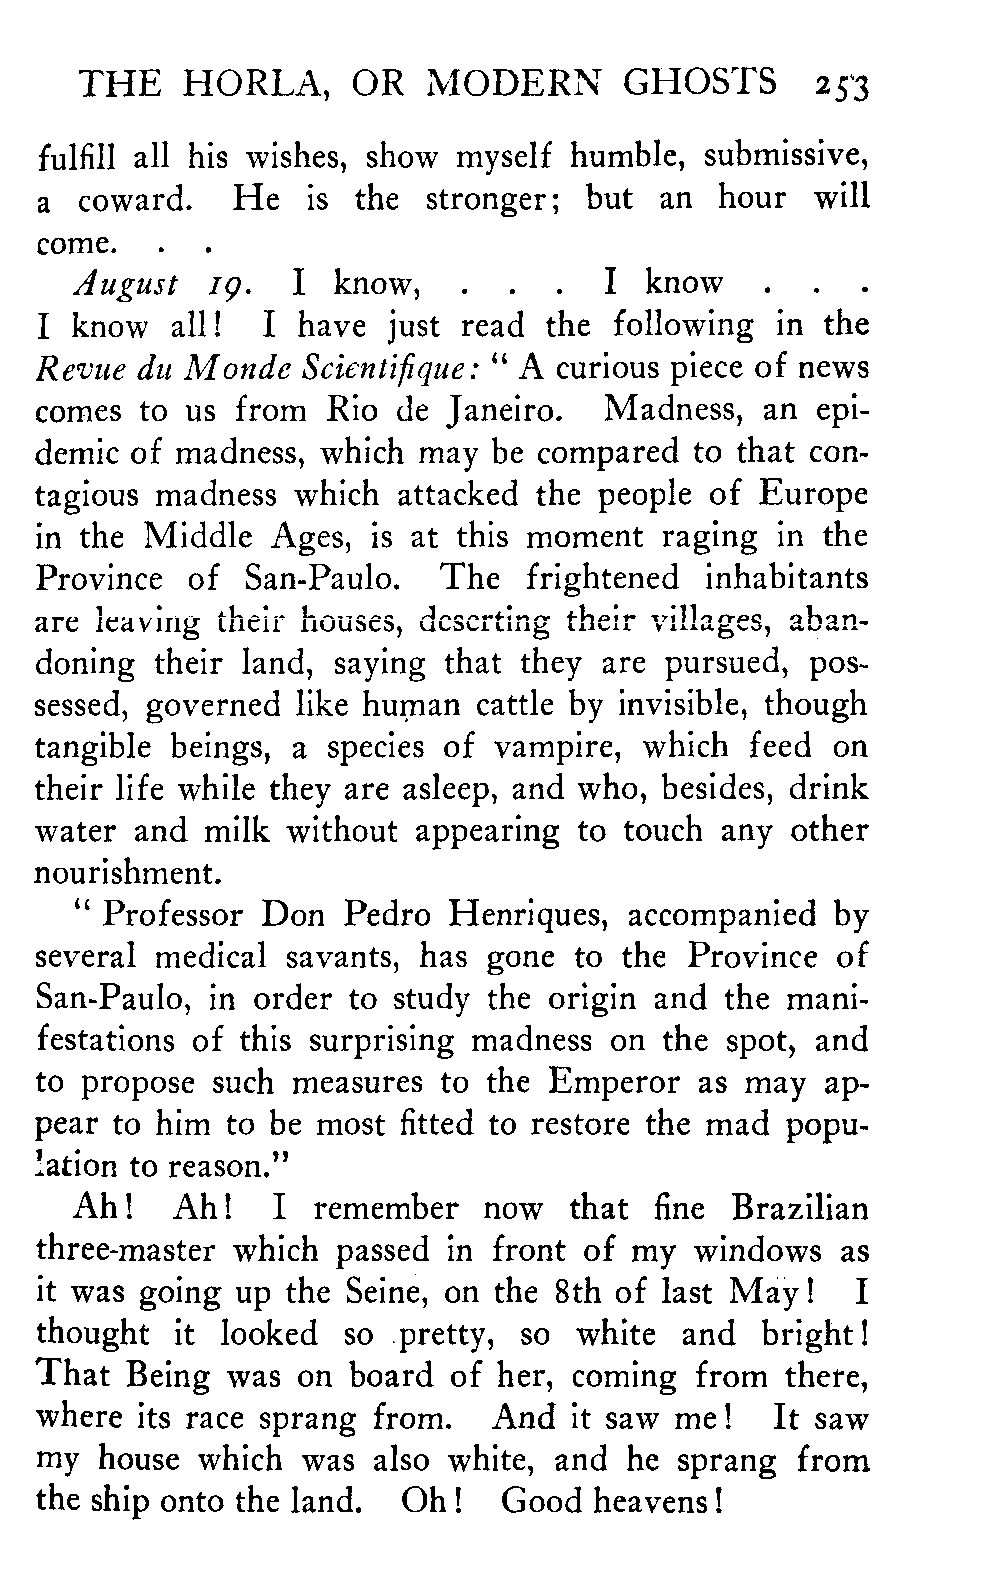 THE HORLA, OR MODERN GHOSTS 253
fulfill all his wishes, show myself humble, submissive,
a coward. He is the stronger; but an hour will
come. . .
August 19. I know, . . . I know . . .
I know all! I have just read the following in the
Revue du Monde Scientifique: " A curious piece of news
comes to us from Rio de Janeiro. Madness, an epi-
demic of madness, which may be compared to that con-
tagious madness which attacked the people of Europe
in the Middle Ages, is at this moment raging in the
Province of San-Paulo. The frightened inhabitants
are leaving their houses, deserting their villages, aban-
doning their land, saying that they are pursued, pos-
sessed, governed like human cattle by invisible, though
tangible beings, a species of vampire, which feed on
their life while they are asleep, and who, besides, drink
water and milk without appearing to touch any other
nourishment.
" Professor Don Pedro Henriques, accompanied by
several medical savants, has gone to the Province of
San-Paulo, in order to study the origin and the mani-
festations of this surprising madness on the spot, and
to propose such measures to the Emperor as may ap-
pear to him to be most fitted to restore the mad popu-
lation to reason."
Ah! Ah! I remember now that fine Brazilian
three-master which passed in front of my windows as
it was going up the Seine, on the 8th of last May! I
thought it looked so pretty, so white and bright!
That Being was on board of her, coming from there,
where its race sprang from. And it saw me! It saw
my house which was also white, and he sprang from
the ship onto the land. Oh! Good heavens!